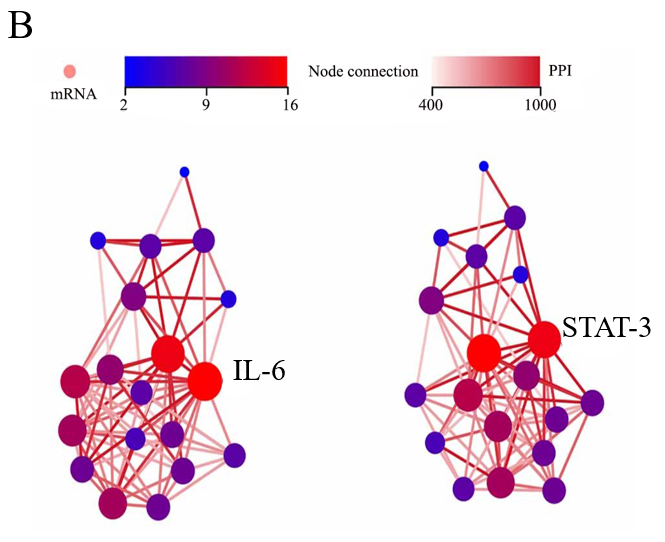 B
mRNA
2 9 16
Node connection
400 1000
PPI
IL-6
STAT-3